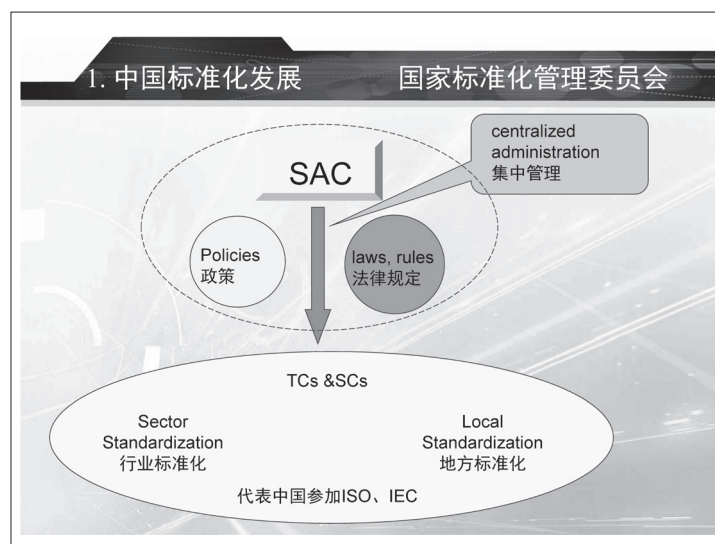 1. 中国标准化发展 国家标准化管理委员会
centralized
administration
集中管理
SAC
Policies
政策
laws, rules
法律规定
TCs &SCs
Sector
Standardization
行业标准化
Local
Standardization
地方标准化
代表中国参加ISO、IEC